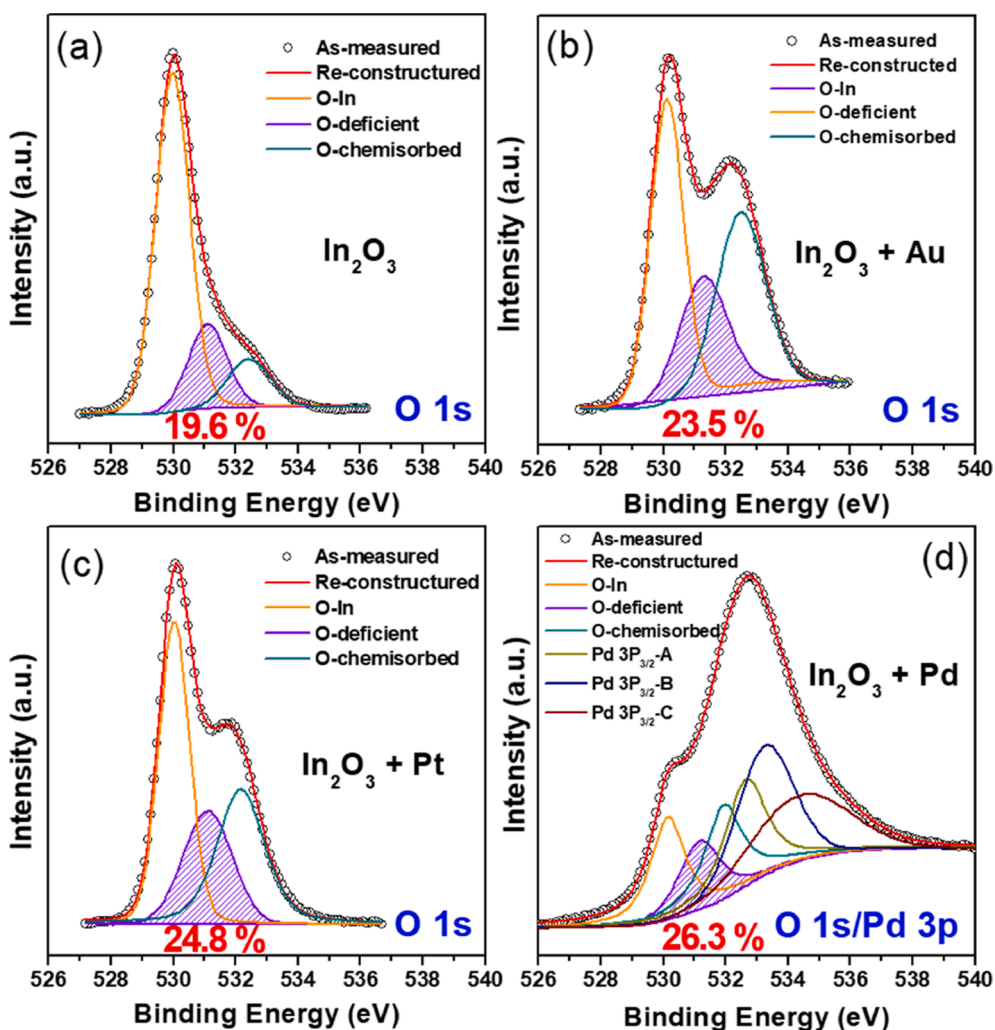 (a)
As-measured
Re-constructured
O-In
O-deficient
O-chemisorbed
In2O3
O 1s
19.6 %
Intensity (a.u.)
526 528 530 532 534 536 538 540
Binding Energy (eV)
(b)
As-measured
Re-constructed
O-In
O-deficient
O-chemisorbed
In2O3 + Au
O 1s
23.5 %
Intensity (a.u.)
526 528 530 532 534 536 538 540
Binding Energy (eV)
(c)
As-measured
Re-constructured
O-In
O-deficient
O-chemisorbed
In2O3 + Pt
O 1s
24.8 %
Intensity (a.u.)
526 528 530 532 534 536 538 540
Binding Energy (eV)
(d)
As-measured
Re-constructured
O-In
O-deficient
O-chemisorbed
Pd 3P3/2-A
Pd 3P3/2-B
Pd 3P3/2-C
In2O3 + Pd
O 1s/Pd 3p
26.3 %
Intensity (a.u.)
526 528 530 532 534 536 538 540
Binding Energy (eV)